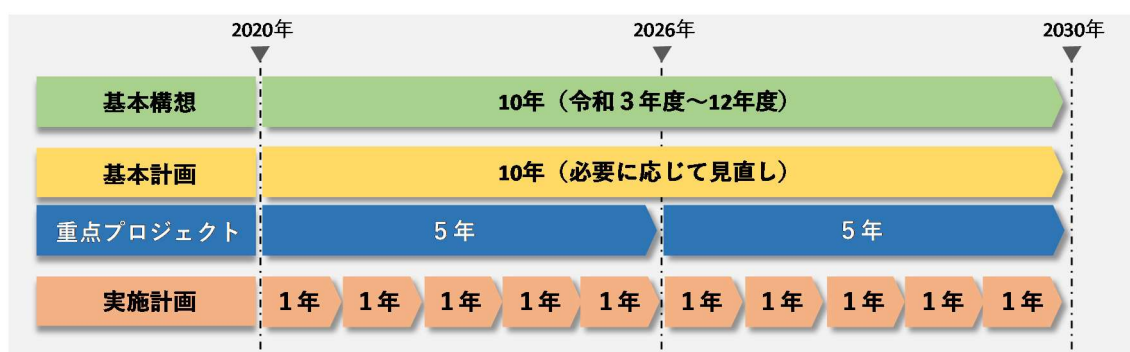 2020年 2026年 2030年
基本構想 10年（令和３年度～12年度）
基本計画 10年（必要に応じて見直し）
重点プロジェクト ５年 ５年
実施計画 １年 １年 １年 １年 １年 １年 １年 １年 １年 １年